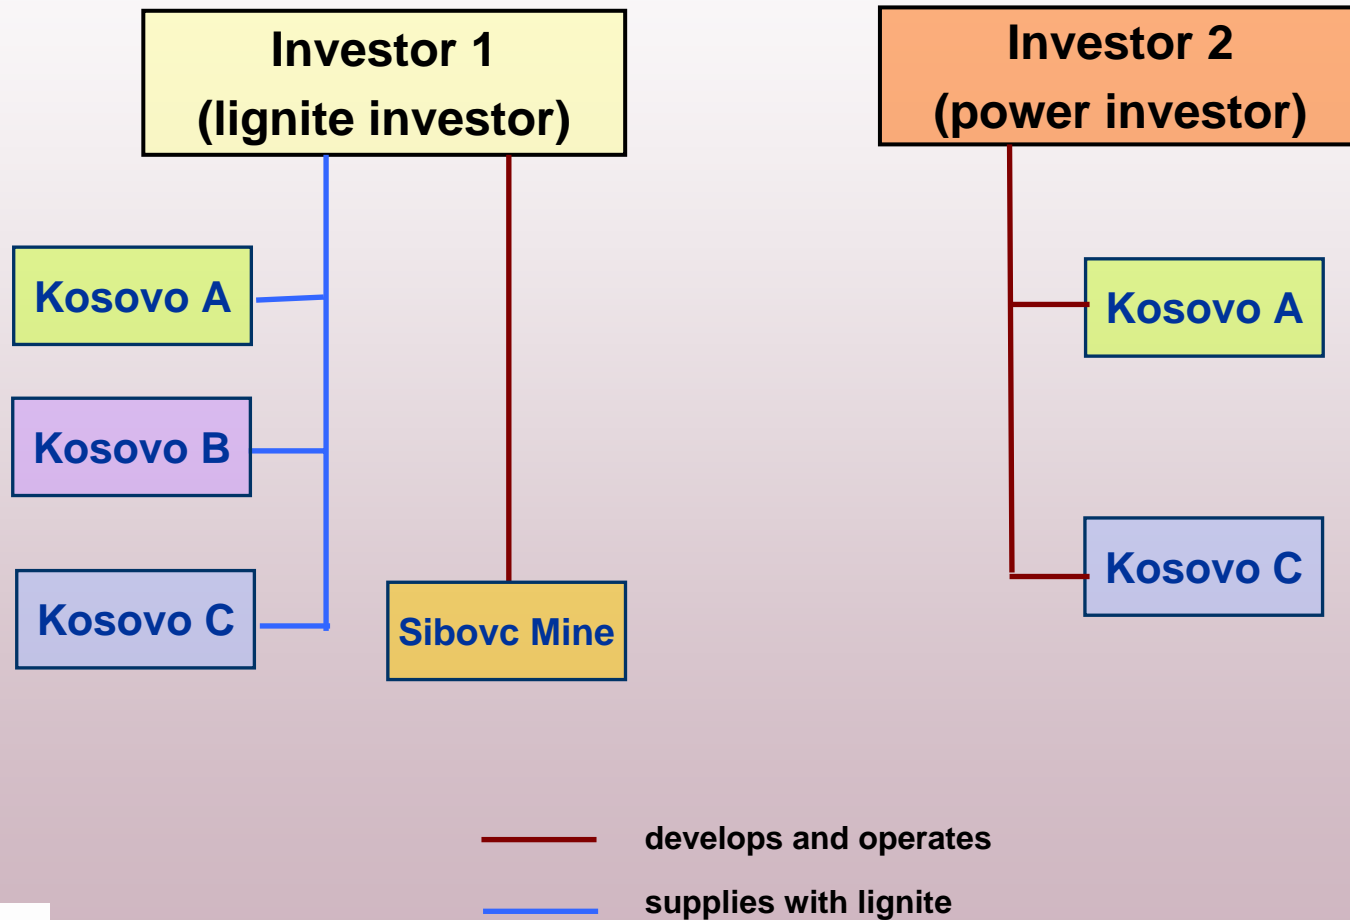 Investor 1
(lignite investor)
Investor 2
(power investor)
Kosovo A
Kosovo B
Kosovo C
Sibovc Mine
Kosovo A
Kosovo C
develops and operates
supplies with lignite